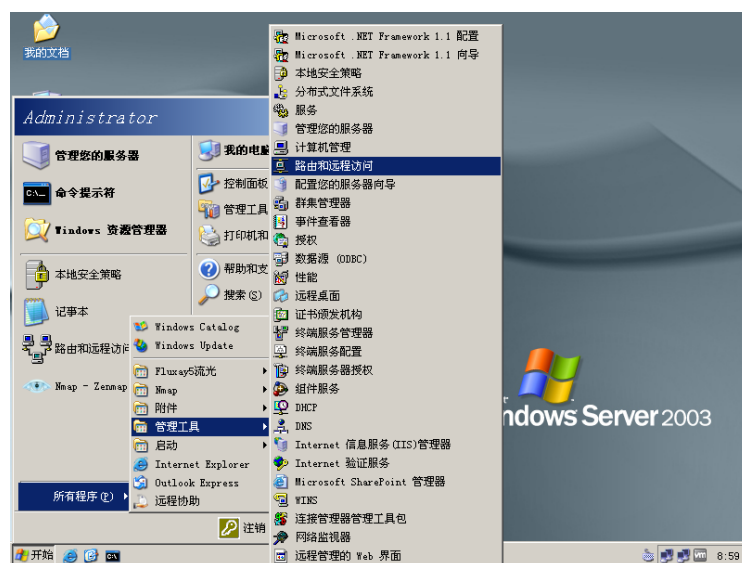 我的文档
Administrator
管理您的服务器
命令提示符
Windows 资源管理器
本地安全策略
记事本
路由和远程访问
Nmap - Zenmap
所有程序(P)
我的电脑
控制面板
管理工具
打印机和
帮助和支
搜索(S)
注销
Windows Catalog
Windows Update
Fluxay5流光
Nmap
附件
管理工具
启动
Internet Explorer
Outlook Express
远程协助
Microsoft .NET Framework 1.1 配置
Microsoft .NET Framework 1.1 向导
本地安全策略
分布式文件系统
服务
管理您的服务器
计算机管理
路由和远程访问
配置您的服务器向导
群集管理器
事件查看器
授权
数据源 (ODBC)
性能
远程桌面
证书颁发机构
终端服务管理器
终端服务配置
终端服务器授权
组件服务
DHCP
DNS
Internet 信息服务(IIS)管理器
Internet 验证服务
Microsoft SharePoint 管理器
WINS
连接管理器管理工具包
网络监视器
远程管理的 Web 界面
ndows Server 2003
开始
8:59